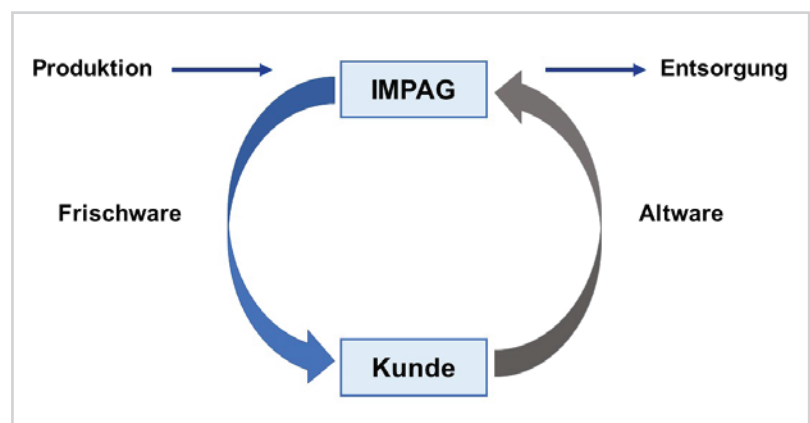 Produktion
IMPAG
Entsorgung
Frischware
Altware
Kunde